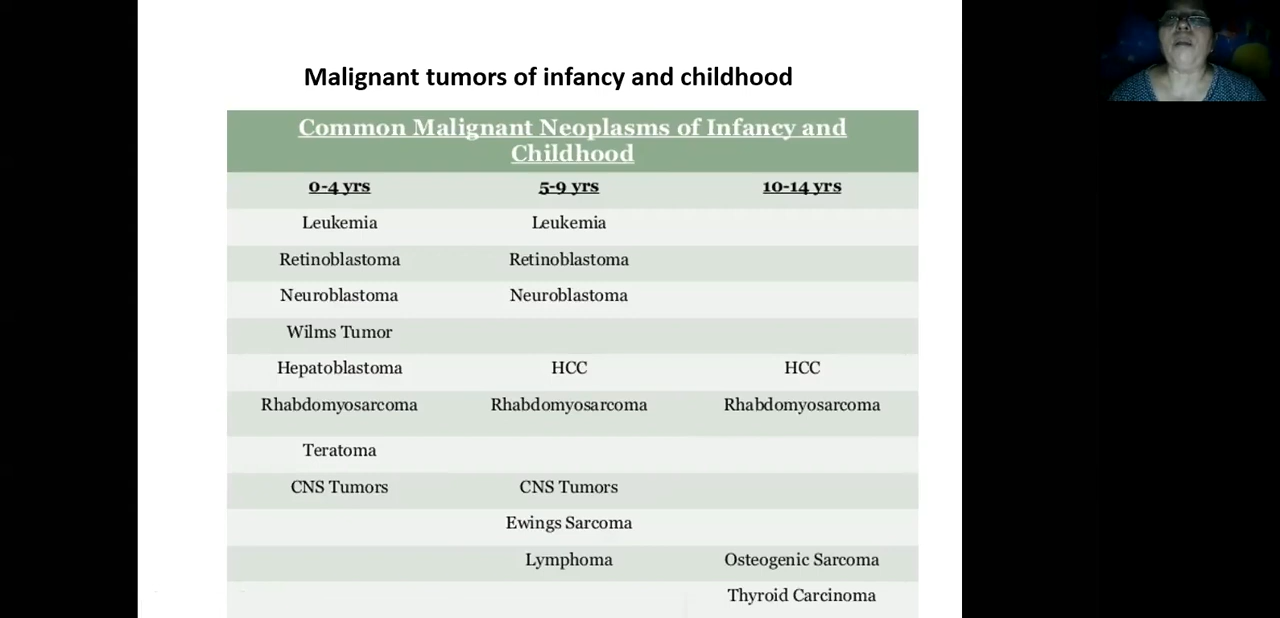 Malignant tumors of infancy and childhood
Common Malignant Neoplasms of Infancy and
Childhood
0-4 yrs 5-9 yrs 10-14 yrs
Leukemia Leukemia
Retinoblastoma Retinoblastoma
Neuroblastoma Neuroblastoma
Wilms Tumor
Hepatoblastoma HCC HCC
Rhabdomyosarcoma Rhabdomyosarcoma Rhabdomyosarcoma
Teratoma
CNS Tumors CNS Tumors
Ewings Sarcoma
Lymphoma Osteogenic Sarcoma
Thyroid Carcinoma